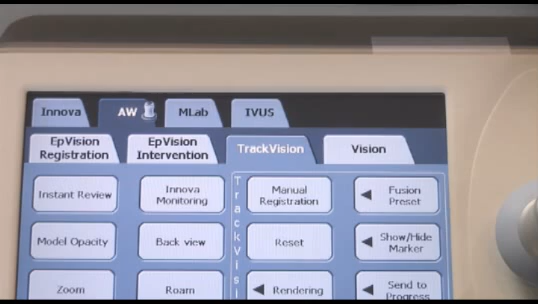 Innova AW MLab IVUS
EpVision Registration EpVision Intervention TrackVision Vision
Instant Review Innova Monitoring Manual Registration Fusion Preset
Model Opacity Back view Reset Show/Hide Marker
Zoom Roam Rendering Send to Progress
TrackVisi